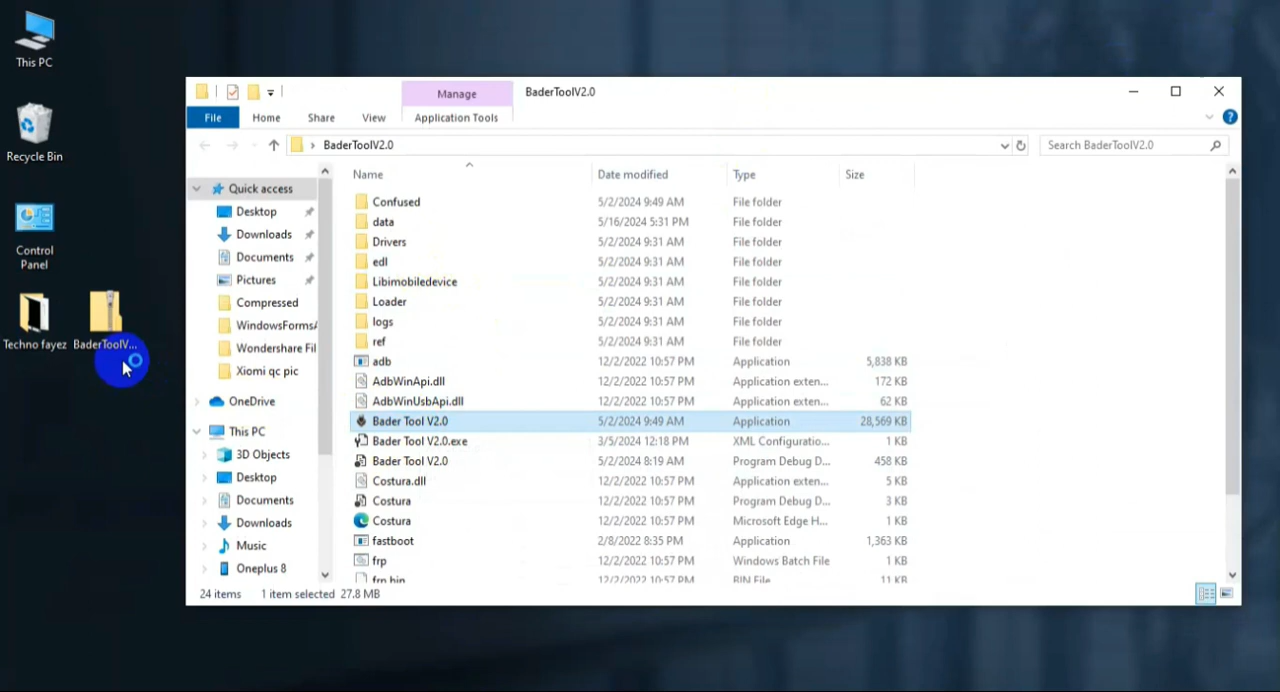 This PC
Recycle Bin
Control
Panel
Techno fayez
BaderToolV...
Manage
BaderToolV2.0
File
Home
Share
View
Application Tools
BaderToolV2.0
Search BaderToolV2.0
Quick access
Desktop
Downloads
Documents
Pictures
Compressed
WindowsFormsA
Wondershare Fil
Xiomi qc pic
OneDrive
This PC
3D Objects
Desktop
Documents
Downloads
Music
Oneplus 8
Name Date modified Type Size
Confused 5/2/2024 9:49 AM File folder
data 5/16/2024 5:31 PM File folder
Drivers 5/2/2024 9:31 AM File folder
edl 5/2/2024 9:31 AM File folder
Libimobiledevice 5/2/2024 9:31 AM File folder
Loader 5/2/2024 9:31 AM File folder
logs 5/2/2024 9:31 AM File folder
ref 5/2/2024 9:31 AM File folder
adb 12/2/2022 10:57 PM Application 5,838 KB
AdbWinApi.dll 12/2/2022 10:57 PM Application exten... 172 KB
AdbWinUsbApi.dll 12/2/2022 10:57 PM Application exten... 62 KB
Bader Tool V2.0 5/2/2024 9:49 AM Application 28,569 KB
Bader Tool V2.0.exe 3/5/2024 12:18 PM XML Configuratio... 1 KB
Bader Tool V2.0 5/2/2024 8:19 AM Program Debug D... 458 KB
Costura.dll 12/2/2022 10:57 PM Application exten... 5 KB
Costura 12/2/2022 10:57 PM Program Debug D... 3 KB
Costura 12/2/2022 10:57 PM Microsoft Edge H... 1 KB
fastboot 2/8/2022 8:35 PM Application 1,363 KB
frp 12/2/2022 10:57 PM Windows Batch File 1 KB
frp.bin 12/2/2022 10:57 PM BIN File 11 KB
24 items 1 item selected 27.8 MB